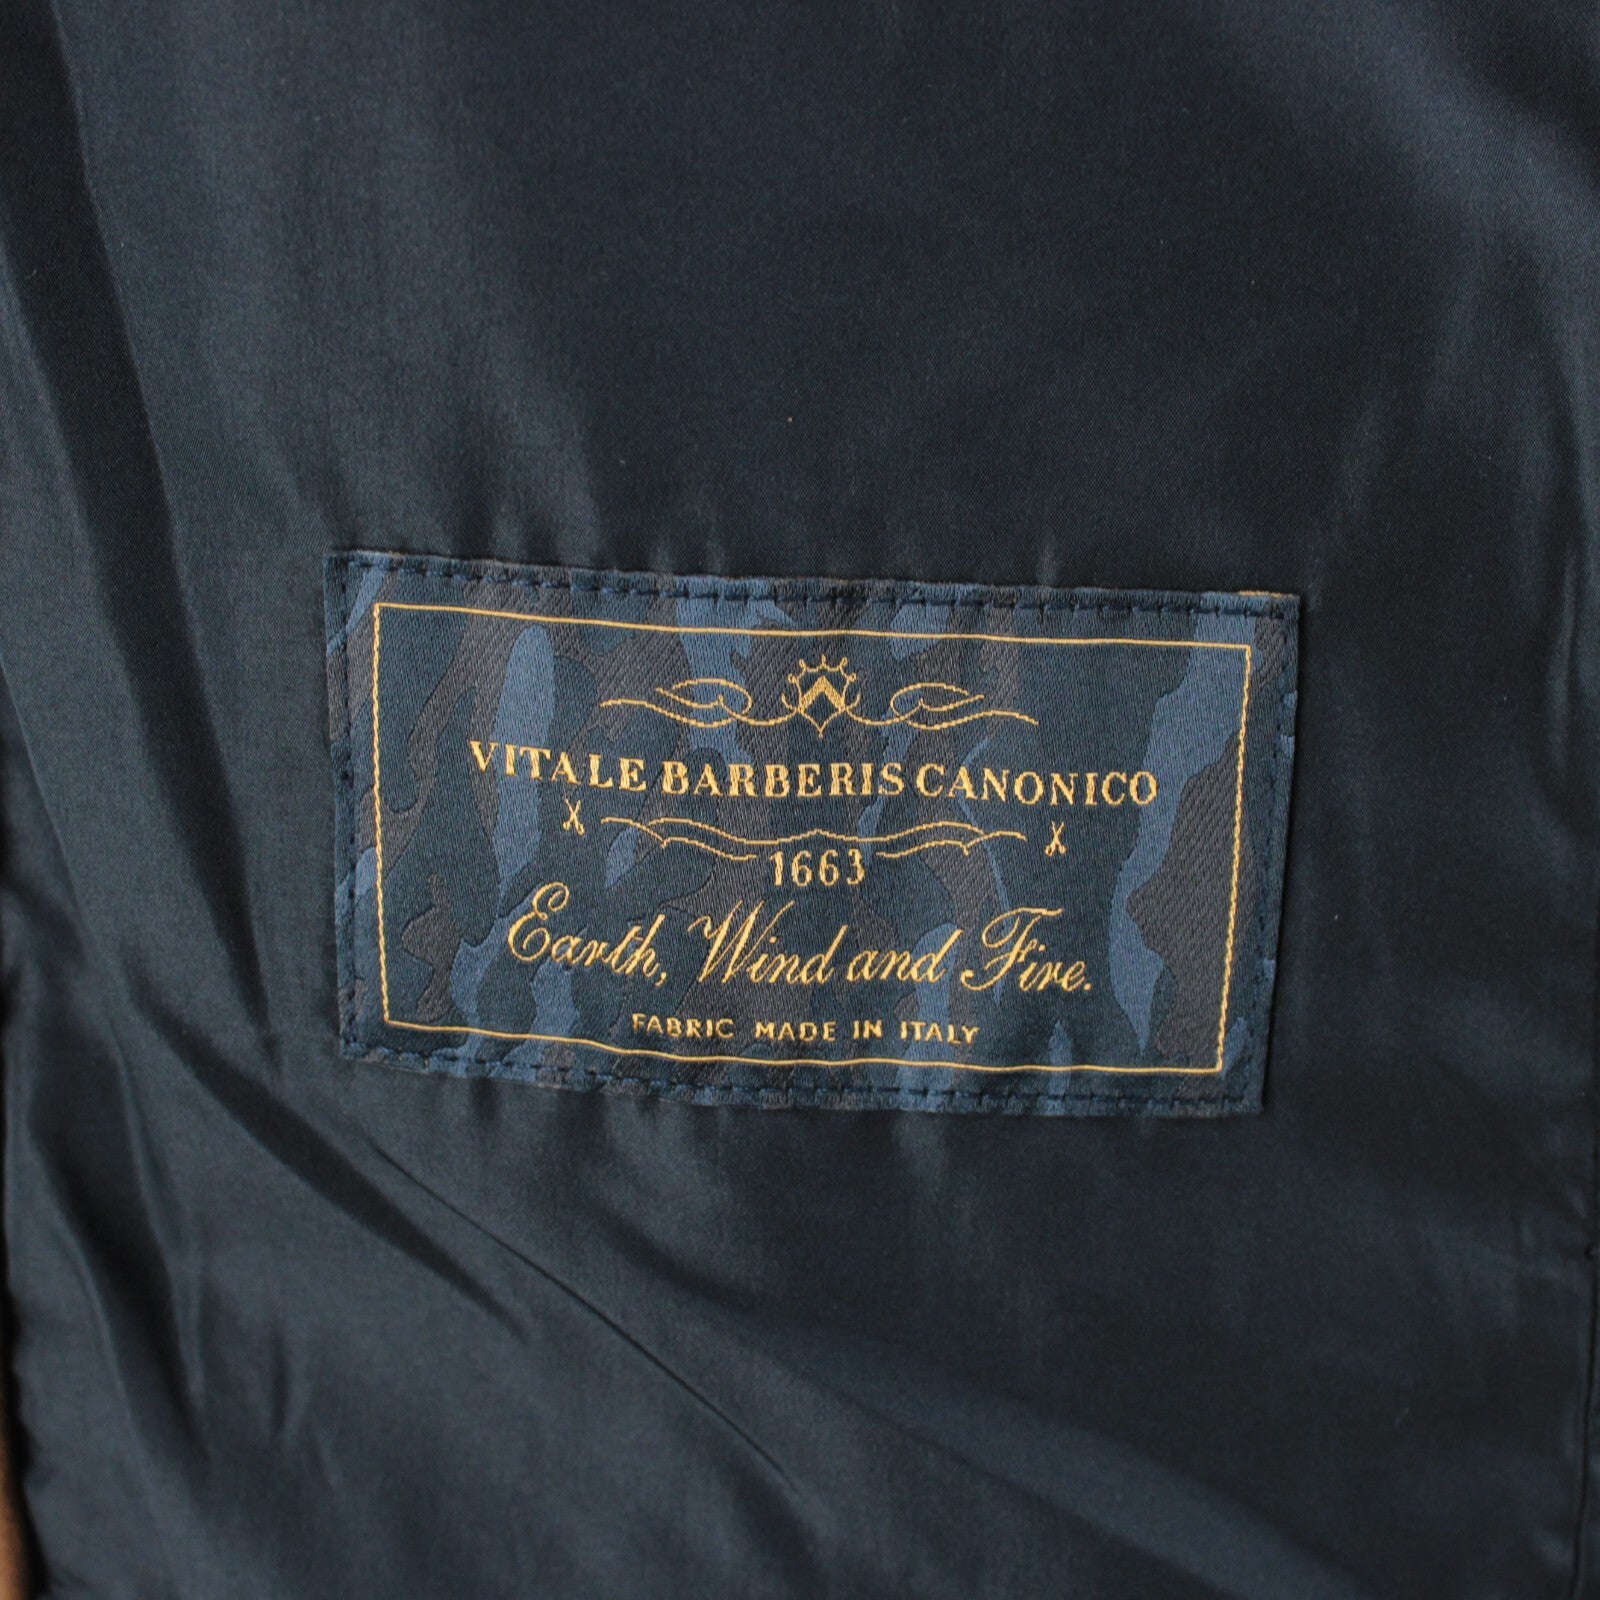 VITALE BARBERIS CANONICO
1663
Earth, Wind and Fire.
FABRIC MADE IN ITALY